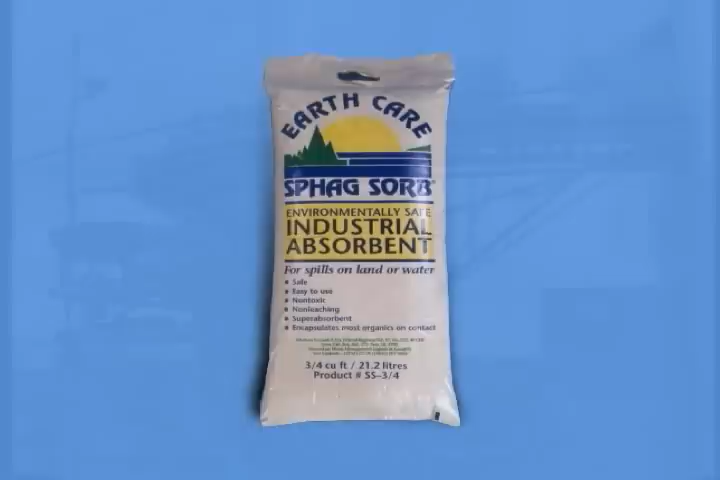 EARTH CARE
SPHAG SORB®
ENVIRONMENTALLY SAFE
INDUSTRIAL
ABSORBENT
For spills on land or water
• Safe
• Easy to use
• Nontoxic
• Nonleaching
• Superabsorbent
• Encapsulates most organics on contact
3/4 cu ft / 21.2 litres
Product # SS-3/4